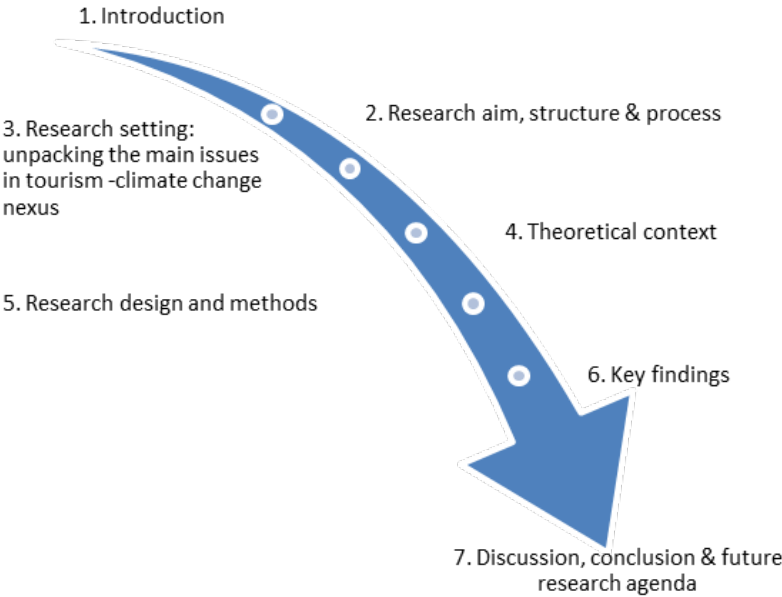 1. Introduction
2. Research aim, structure & process
3. Research setting:
unpacking the main issues
in tourism -climate change
nexus
4. Theoretical context
5. Research design and methods
6. Key findings
7. Discussion, conclusion & future
research agenda